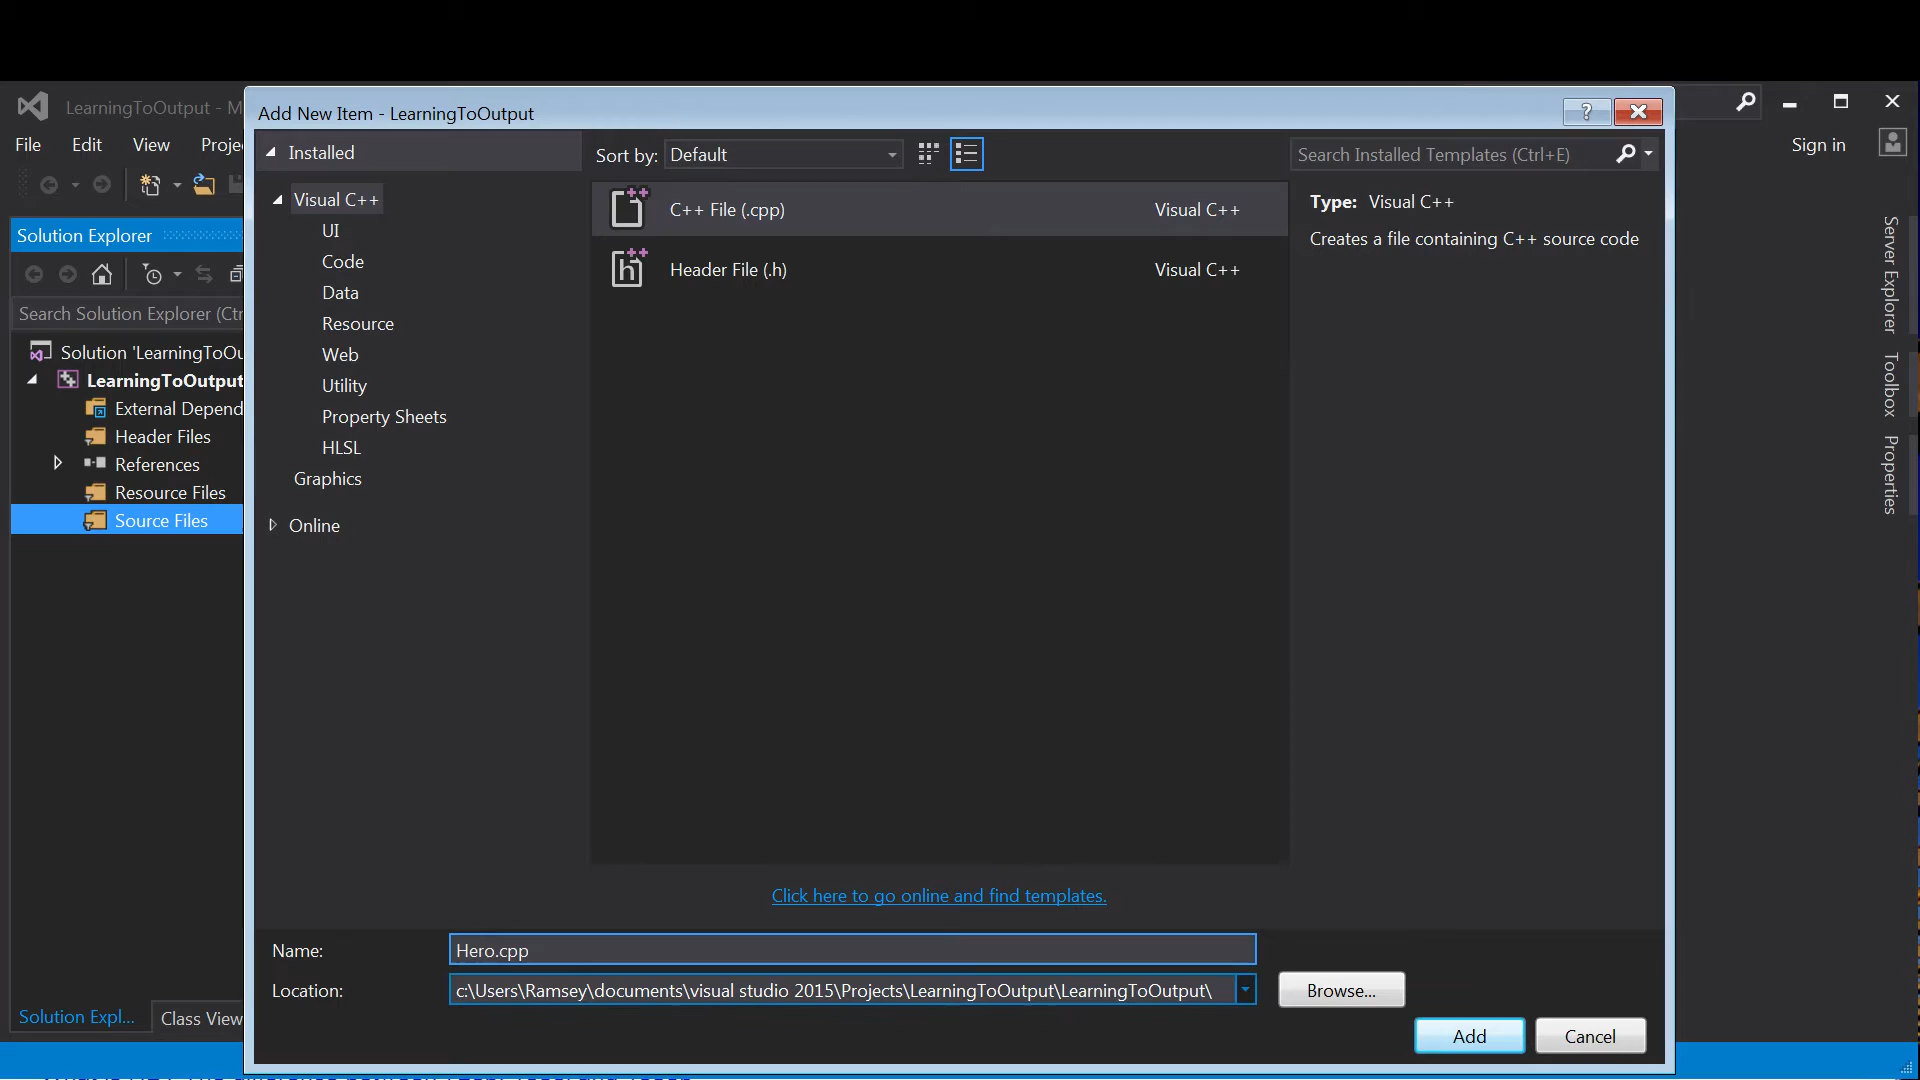 LearningToOutput - M
File Edit View Proje
Sign in
Solution Explorer
Search Solution Explorer (Ctr
Solution 'LearningToOu
LearningToOutput
External Depend
Header Files
References
Resource Files
Source Files
Solution Expl... Class View
Add New Item - LearningToOutput
?
Installed
Visual C++
UI
Code
Data
Resource
Web
Utility
Property Sheets
HLSL
Graphics
Online
Sort by: Default
Search Installed Templates (Ctrl+E)
C++ File (.cpp) Visual C++
Header File (.h) Visual C++
Type: Visual C++
Creates a file containing C++ source code
Click here to go online and find templates.
Name: Hero.cpp
Location: c:\Users\Ramsey\documents\visual studio 2015\Projects\LearningToOutput\LearningToOutput\
Browse...
Add Cancel
Server Explorer
Toolbox
Properties